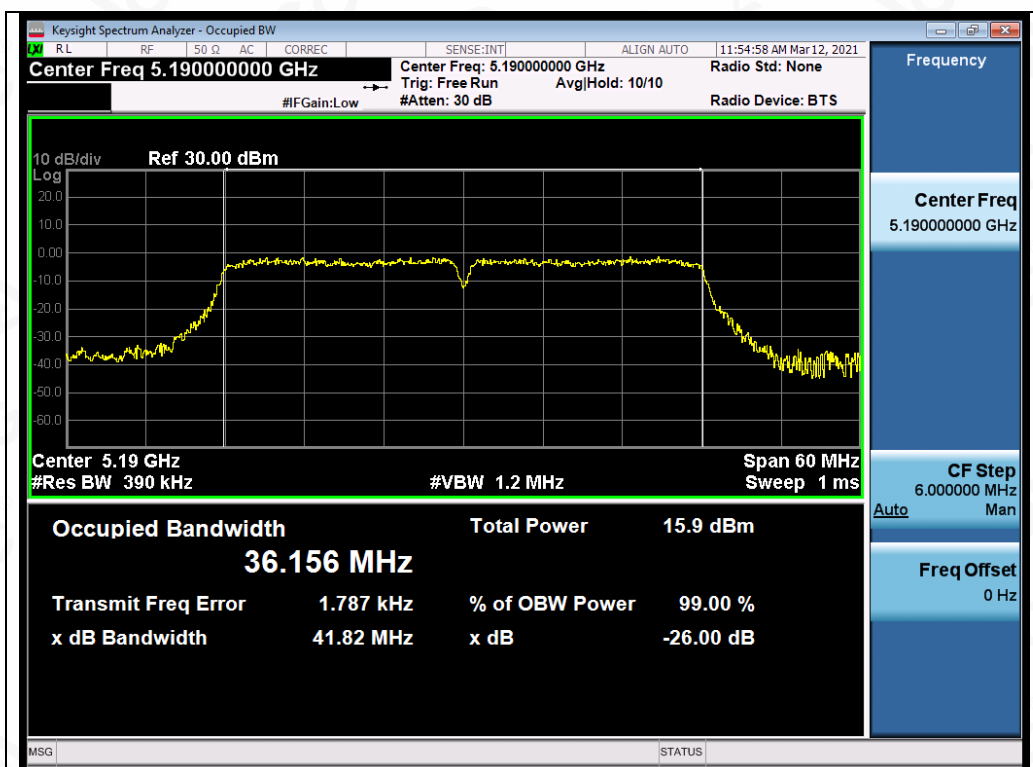 Keysight Spectrum Analyzer - Occupied BW
LXI RL RF 50 Ω AC CORREC SENSE:INT ALIGN AUTO 11:54:58 AM Mar 12, 2021
Center Freq 5.190000000 GHz
Center Freq: 5.190000000 GHz Radio Std: None
Trig: Free Run Avg|Hold: 10/10
#IFGain:Low #Atten: 30 dB Radio Device: BTS
Frequency
10 dB/div Ref 30.00 dBm
Log
20.0
10.0
0.00
-10.0
-20.0
-30.0
-40.0
-50.0
-60.0
Center 5.19 GHz Span 60 MHz
#Res BW 390 kHz #VBW 1.2 MHz Sweep 1 ms
Center Freq
5.190000000 GHz
CF Step
6.000000 MHz
Auto Man
Freq Offset
0 Hz
Occupied Bandwidth Total Power 15.9 dBm
36.156 MHz
Transmit Freq Error 1.787 kHz % of OBW Power 99.00 %
x dB Bandwidth 41.82 MHz x dB -26.00 dB
MSG STATUS